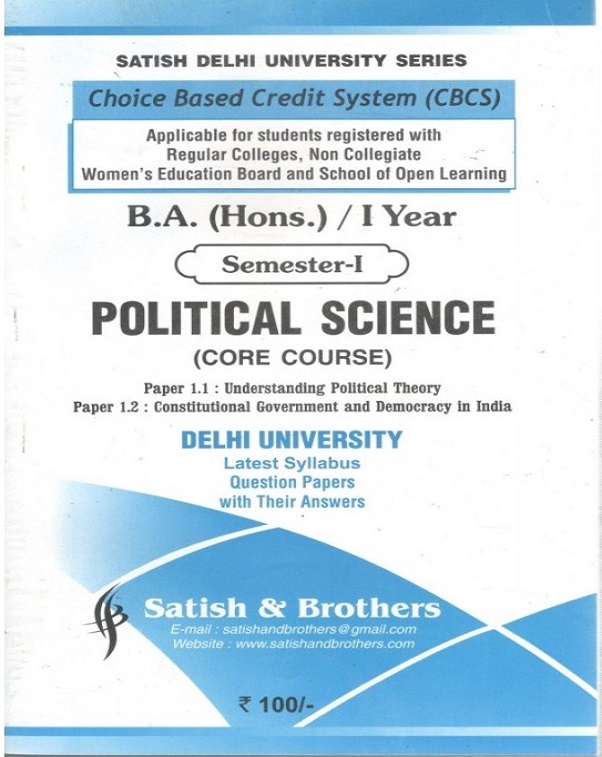 SATISH DELHI UNIVERSITY SERIES
Choice Based Credit System (CBCS)
Applicable for students registered with
Regular Colleges, Non Collegiate
Women's Education Board and School of Open Learning
B.A. (Hons.) / I Year
Semester-I
POLITICAL SCIENCE
(CORE COURSE)
Paper 1.1 : Understanding Political Theory
Paper 1.2 : Constitutional Government and Democracy in India
DELHI UNIVERSITY
Latest Syllabus
Question Papers
with Their Answers
Satish & Brothers
E-mail : satishandbrothers@gmail.com
Website : www.satishandbrothers.com
₹ 100/-